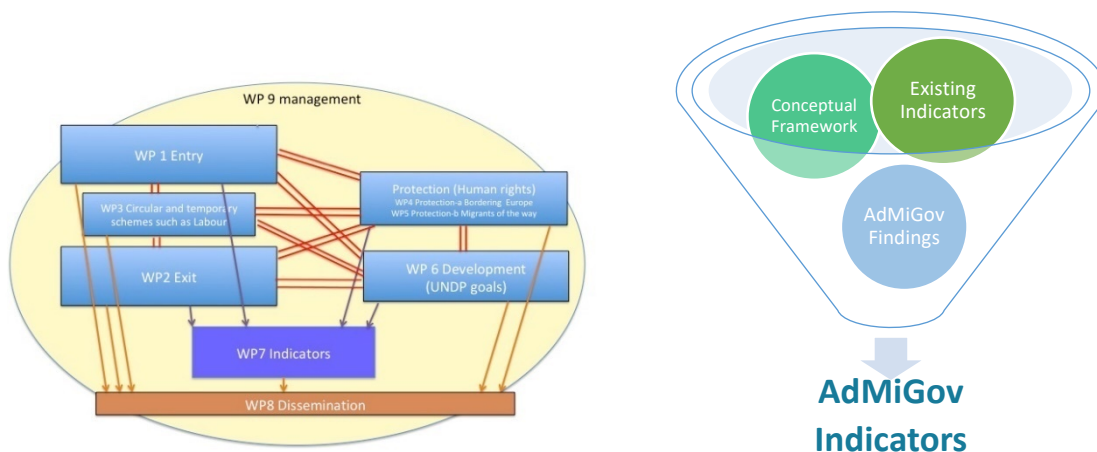 WP 9 management
WP 1 Entry
WP3 Circular and temporary
schemes such as Labour
WP2 Exit
Protection (Human rights)
WP4 Protection-a Bordering Europe
WP5 Protection-b Migrants of the way
WP 6 Development
(UNDP goals)
WP7 Indicators
WP8 Dissemination
Conceptual
Framework
Existing
Indicators
AdMiGov
Findings
AdMiGov
Indicators